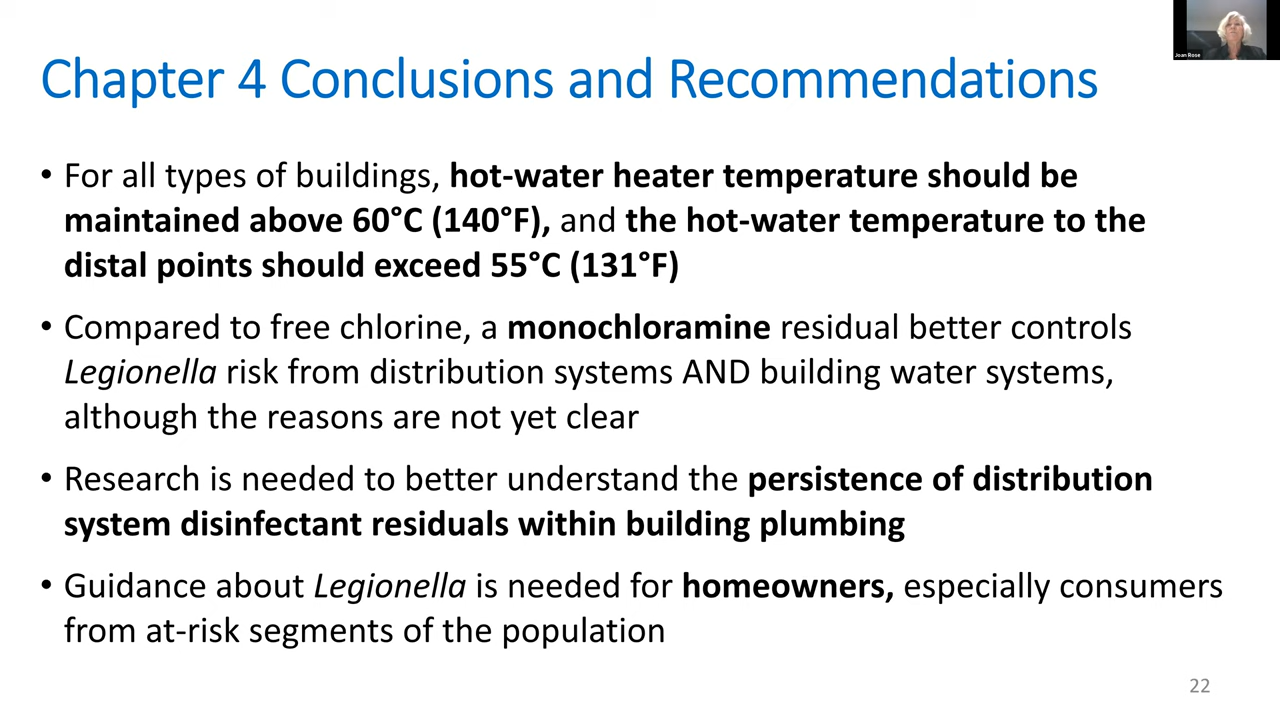 Joan Rose
Chapter 4 Conclusions and Recommendations
• For all types of buildings, hot-water heater temperature should be
maintained above 60°C (140°F), and the hot-water temperature to the
distal points should exceed 55°C (131°F)
• Compared to free chlorine, a monochloramine residual better controls
Legionella risk from distribution systems AND building water systems,
although the reasons are not yet clear
• Research is needed to better understand the persistence of distribution
system disinfectant residuals within building plumbing
• Guidance about Legionella is needed for homeowners, especially consumers
from at-risk segments of the population
22